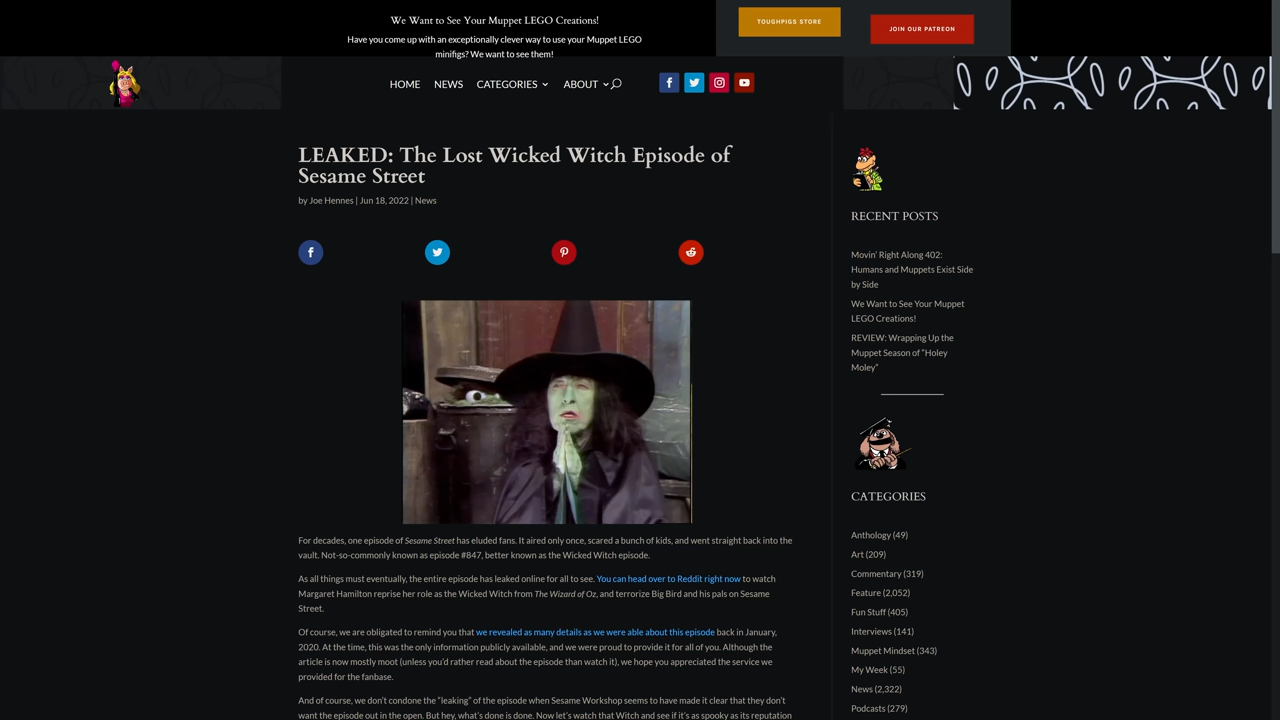 We Want to See Your Muppet LEGO Creations!
Have you come up with an exceptionally clever way to use your Muppet LEGO
minifigs? We want to see them!
TOUGHPIGS STORE
JOIN OUR PATREON
HOME NEWS CATEGORIES ABOUT
LEAKED: The Lost Wicked Witch Episode of
Sesame Street
by Joe Hennes | Jun 18, 2022 | News
For decades, one episode of Sesame Street has eluded fans. It aired only once, scared a bunch of kids, and went straight back into the
vault. Not-so-commonly known as episode #847, better known as the Wicked Witch episode.
As all things must eventually, the entire episode has leaked online for all to see. You can head over to Reddit right now to watch
Margaret Hamilton reprise her role as the Wicked Witch from The Wizard of Oz, and terrorize Big Bird and his pals on Sesame
Street.
Of course, we are obligated to remind you that we revealed as many details as we were able about this episode back in January,
2020. At the time, this was the only information publicly available, and we were proud to provide it for all of you. Although the
article is now mostly moot (unless you'd rather read about the episode than watch it), we hope you appreciated the service we
provided for the fanbase.
And of course, we don't condone the "leaking" of the episode when Sesame Workshop seems to have made it clear that they don't
want the episode out in the open. But hey, what's done is done. Now let's watch that Witch and see if it's as spooky as its reputation
RECENT POSTS
Movin' Right Along 402:
Humans and Muppets Exist Side
by Side
We Want to See Your Muppet
LEGO Creations!
REVIEW: Wrapping Up the
Muppet Season of "Holey
Moley"
CATEGORIES
Anthology (49)
Art (209)
Commentary (319)
Feature (2,052)
Fun Stuff (405)
Interviews (141)
Muppet Mindset (343)
My Week (55)
News (2,322)
Podcasts (279)